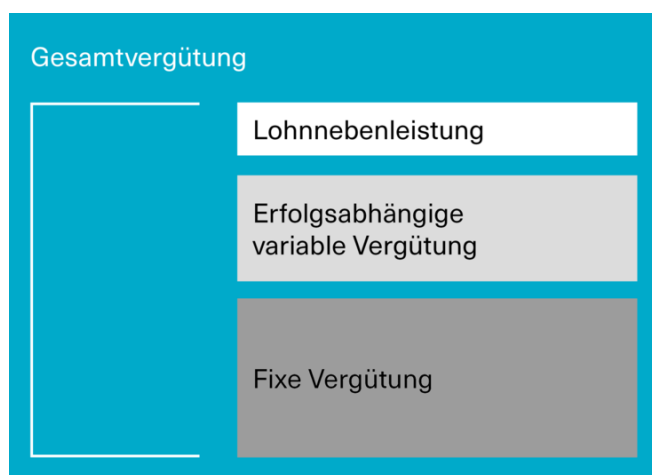 Gesamtvergütung
Lohnnebenleistung
Erfolgsabhängige
variable Vergütung
Fixe Vergütung